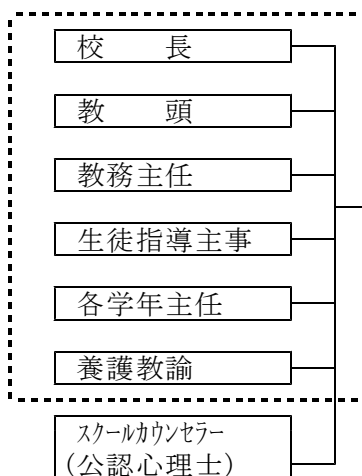 校　　長
教　　頭
教務主任
生徒指導主事
各学年主任
養護教諭
スクールカウンセラー
(公認心理士)